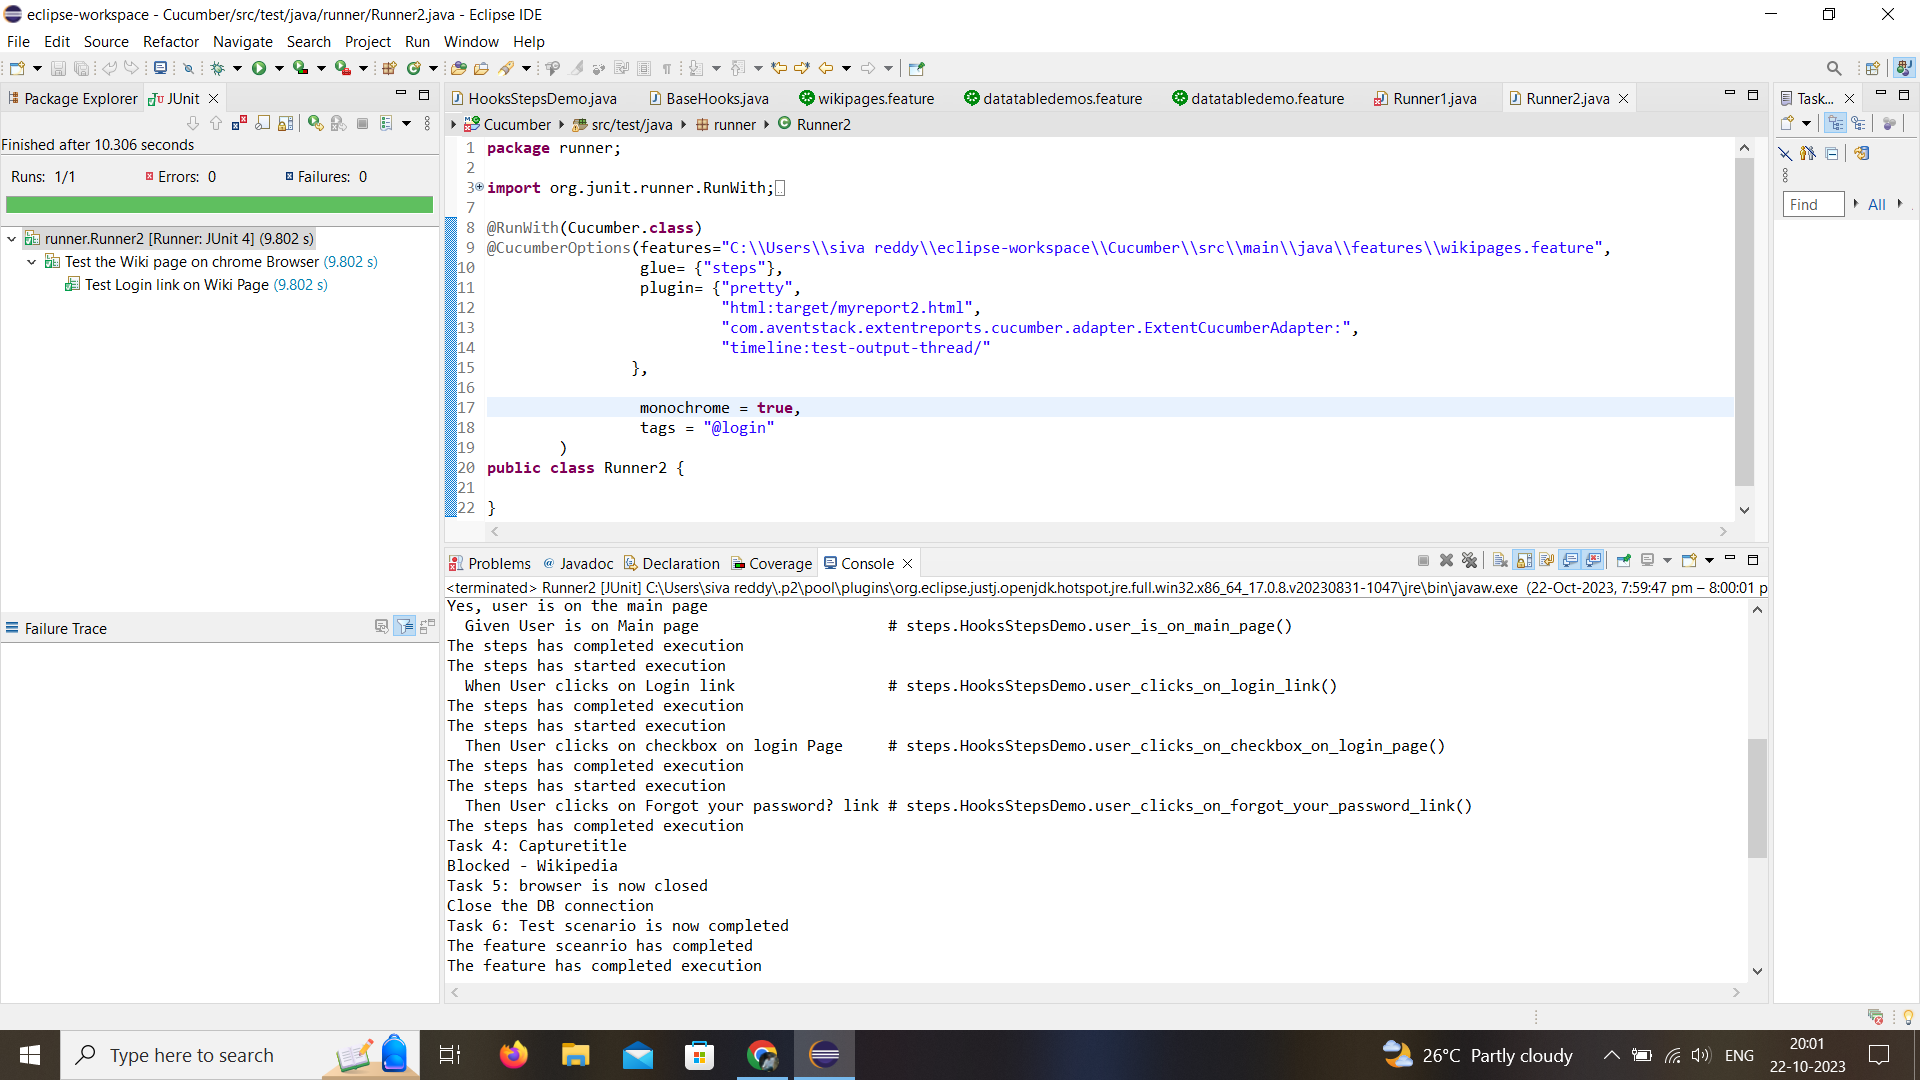 eclipse-workspace - Cucumber/src/test/java/runner/Runner2.java - Eclipse IDE
File Edit Source Refactor Navigate Search Project Run Window Help
Package Explorer JUnit
Finished after 10.306 seconds
Runs: 1/1 Errors: 0 Failures: 0
runner.Runner2 [Runner: JUnit 4] (9.802 s)
Test the Wiki page on chrome Browser (9.802 s)
Test Login link on Wiki Page (9.802 s)
Failure Trace
HooksStepsDemo.java BaseHooks.java wikipages.feature datatabledemos.feature datatabledemo.feature Runner1.java Runner2.java
Cucumber src/test/java runner Runner2
1 package runner;
2
3 import org.junit.runner.RunWith;
7
8 @RunWith(Cucumber.class)
9 @CucumberOptions(features="C:\\Users\\siva reddy\\eclipse-workspace\\Cucumber\\src\\main\\java\\features\\wikipages.feature",
10 glue= {"steps"},
11 plugin= {"pretty",
12 "html:target/myreport2.html",
13 "com.aventstack.extentreports.cucumber.adapter.ExtentCucumberAdapter:",
14 "timeline:test-output-thread/"
15 },
16
17 monochrome = true,
18 tags = "@login"
19 )
20 public class Runner2 {
21
22 }
Problems Javadoc Declaration Coverage Console
<terminated> Runner2 [JUnit] C:\Users\siva reddy\.p2\pool\plugins\org.eclipse.justj.openjdk.hotspot.jre.full.win32.x86_64_17.0.8.v20230831-1047\jre\bin\javaw.exe (22-Oct-2023, 7:59:47 pm – 8:00:01 p
Yes, user is on the main page
Given User is on Main page # steps.HooksStepsDemo.user_is_on_main_page()
The steps has completed execution
The steps has started execution
When User clicks on Login link # steps.HooksStepsDemo.user_clicks_on_login_link()
The steps has completed execution
The steps has started execution
Then User clicks on checkbox on login Page # steps.HooksStepsDemo.user_clicks_on_checkbox_on_login_page()
The steps has completed execution
The steps has started execution
Then User clicks on Forgot your password? link # steps.HooksStepsDemo.user_clicks_on_forgot_your_password_link()
The steps has completed execution
Task 4: Capturetitle
Blocked - Wikipedia
Task 5: browser is now closed
Close the DB connection
Task 6: Test scenario is now completed
The feature sceanrio has completed
The feature has completed execution
Task...
Find All
Type here to search
26°C Partly cloudy
ENG
20:01
22-10-2023